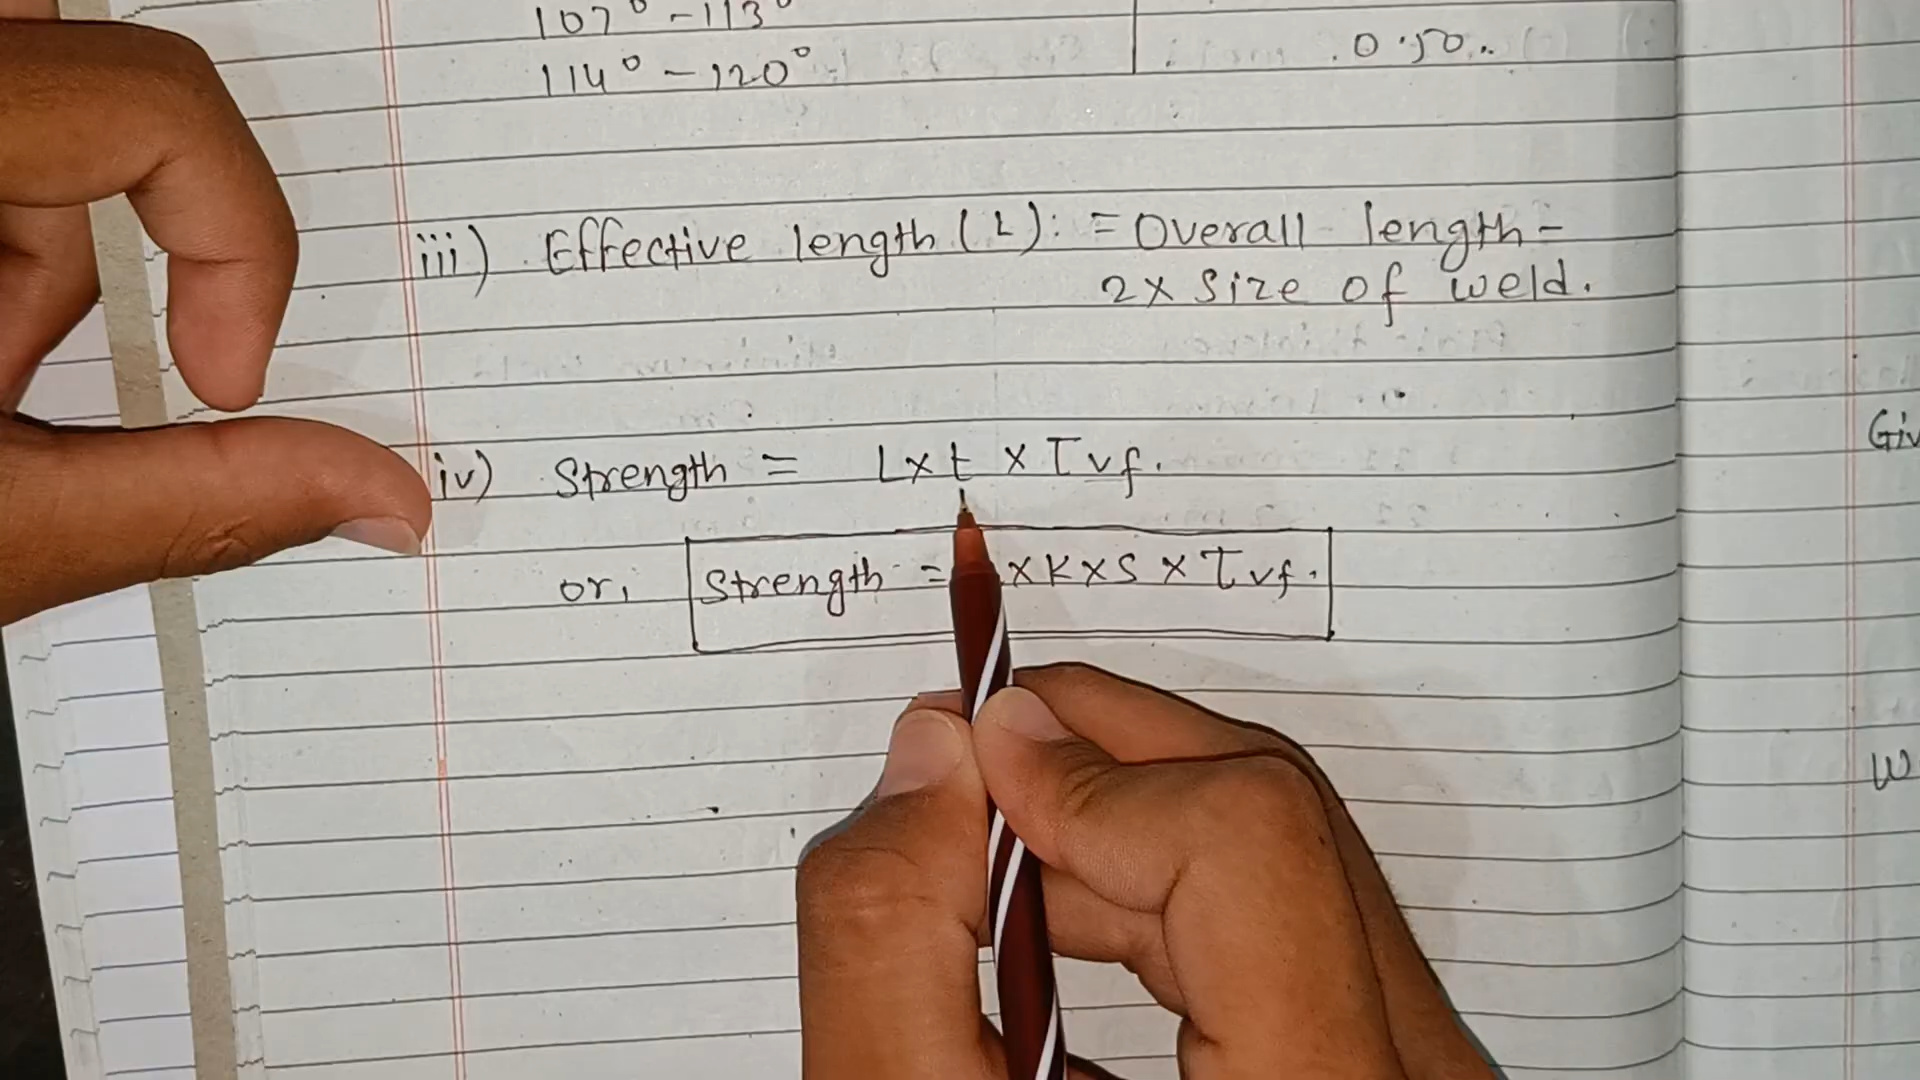 107° - 113°
114° - 120° 0.50
iii) Effective length (L): = Overall length -
2 x size of weld.
iv) Strength = L x t x τvf.
or, Strength = x K x S x τvf.
Giv
W